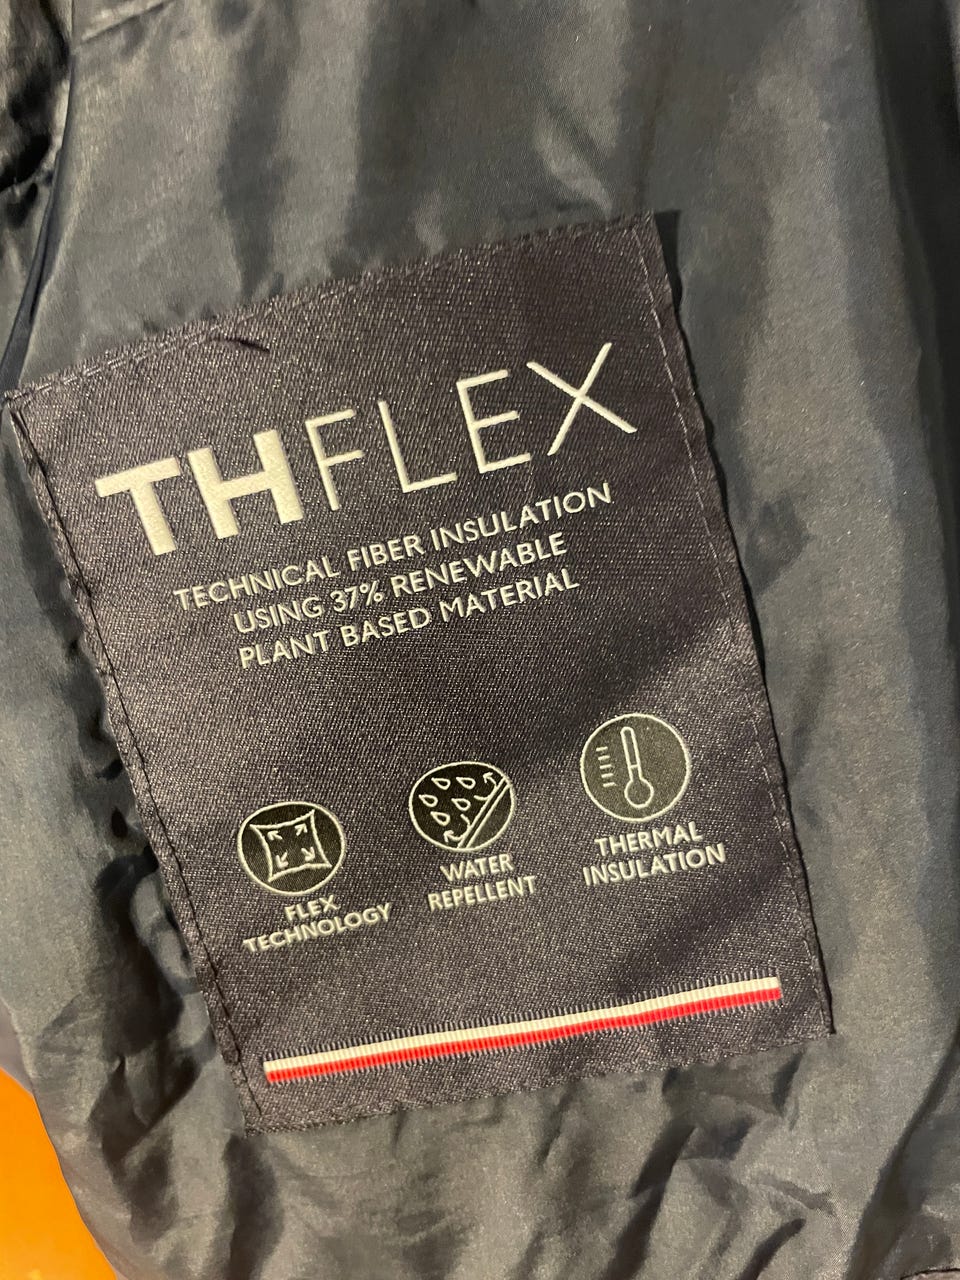 THFLEX
TECHNICAL FIBER INSULATION
USING 37% RENEWABLE
PLANT BASED MATERIAL
FLEX
TECHNOLOGY
WATER
REPELLENT
THERMAL
INSULATION